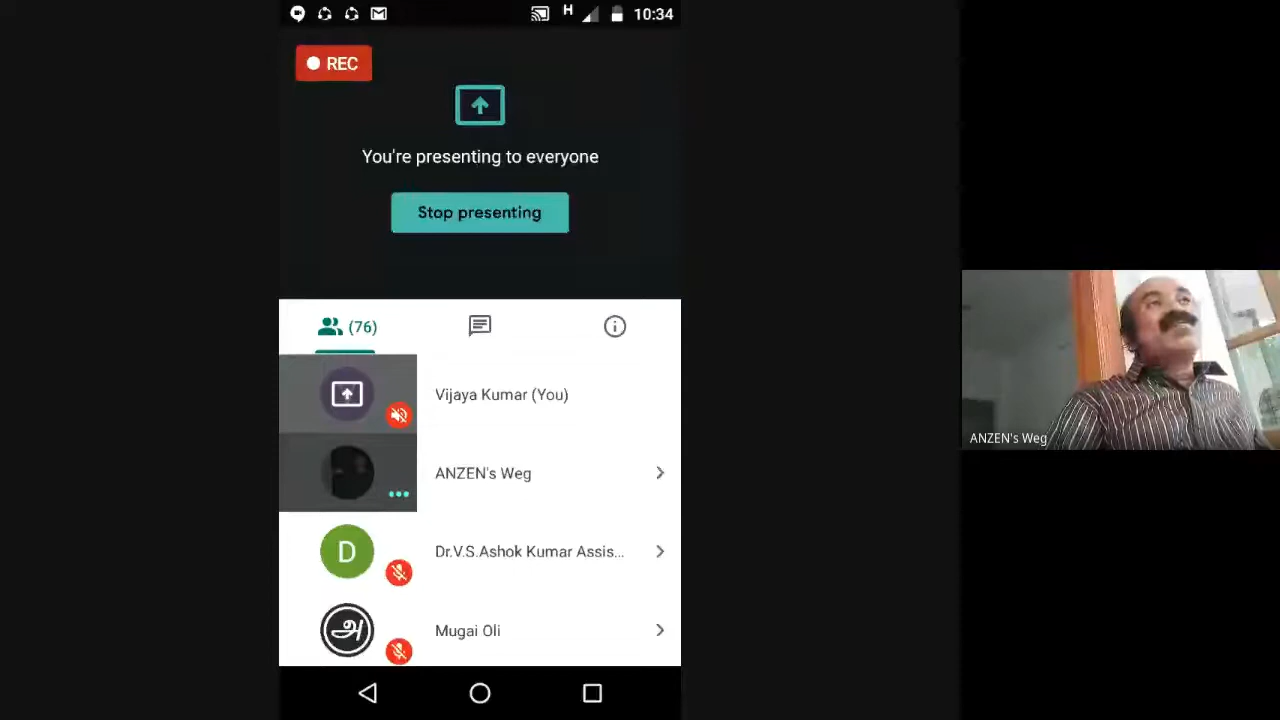 H 10:34
REC
You're presenting to everyone
Stop presenting
(76)
Vijaya Kumar (You)
ANZEN's Weg
D
Dr.V.S.Ashok Kumar Assis...
அ
Mugai Oli
ANZEN's Weg